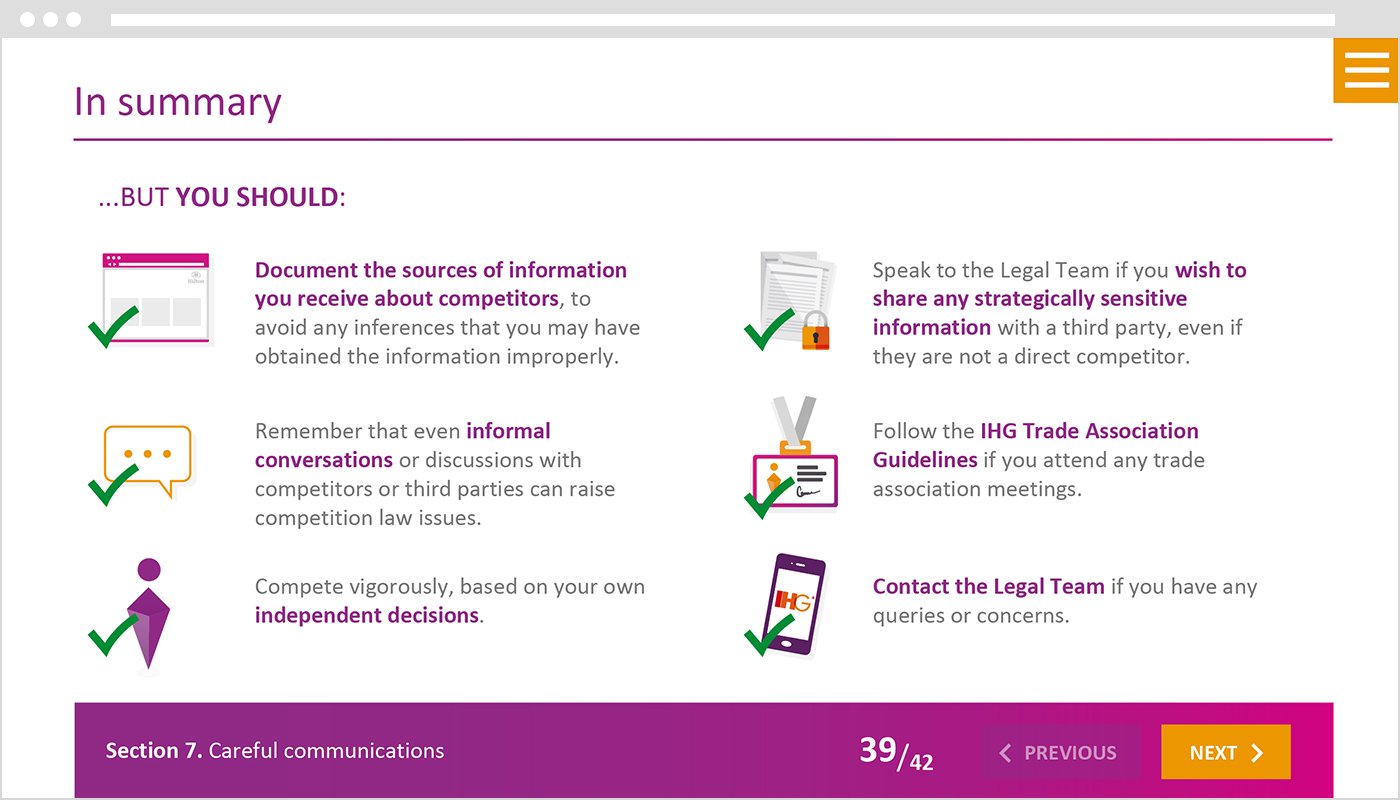 In summary
...BUT YOU SHOULD:
Document the sources of information
you receive about competitors, to
avoid any inferences that you may have
obtained the information improperly.
Remember that even informal
conversations or discussions with
competitors or third parties can raise
competition law issues.
Compete vigorously, based on your own
independent decisions.
Hilton
Speak to the Legal Team if you wish to
share any strategically sensitive
information with a third party, even if
they are not a direct competitor.
Follow the IHG Trade Association
Guidelines if you attend any trade
association meetings.
IHG
Contact the Legal Team if you have any
queries or concerns.
Section 7. Careful communications
39/42
PREVIOUS
NEXT